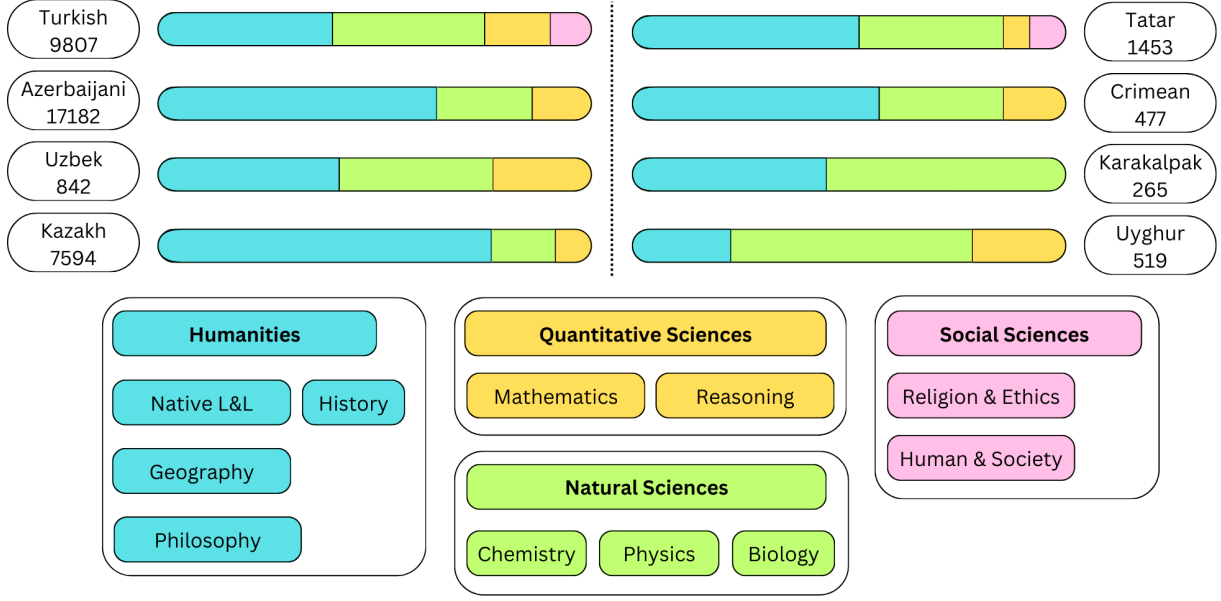 Turkish
9807
Azerbaijani
17182
Uzbek
842
Kazakh
7594
Tatar
1453
Crimean
477
Karakalpak
265
Uyghur
519
Humanities
Native L&L
History
Geography
Philosophy
Quantitative Sciences
Mathematics
Reasoning
Natural Sciences
Chemistry
Physics
Biology
Social Sciences
Religion & Ethics
Human & Society